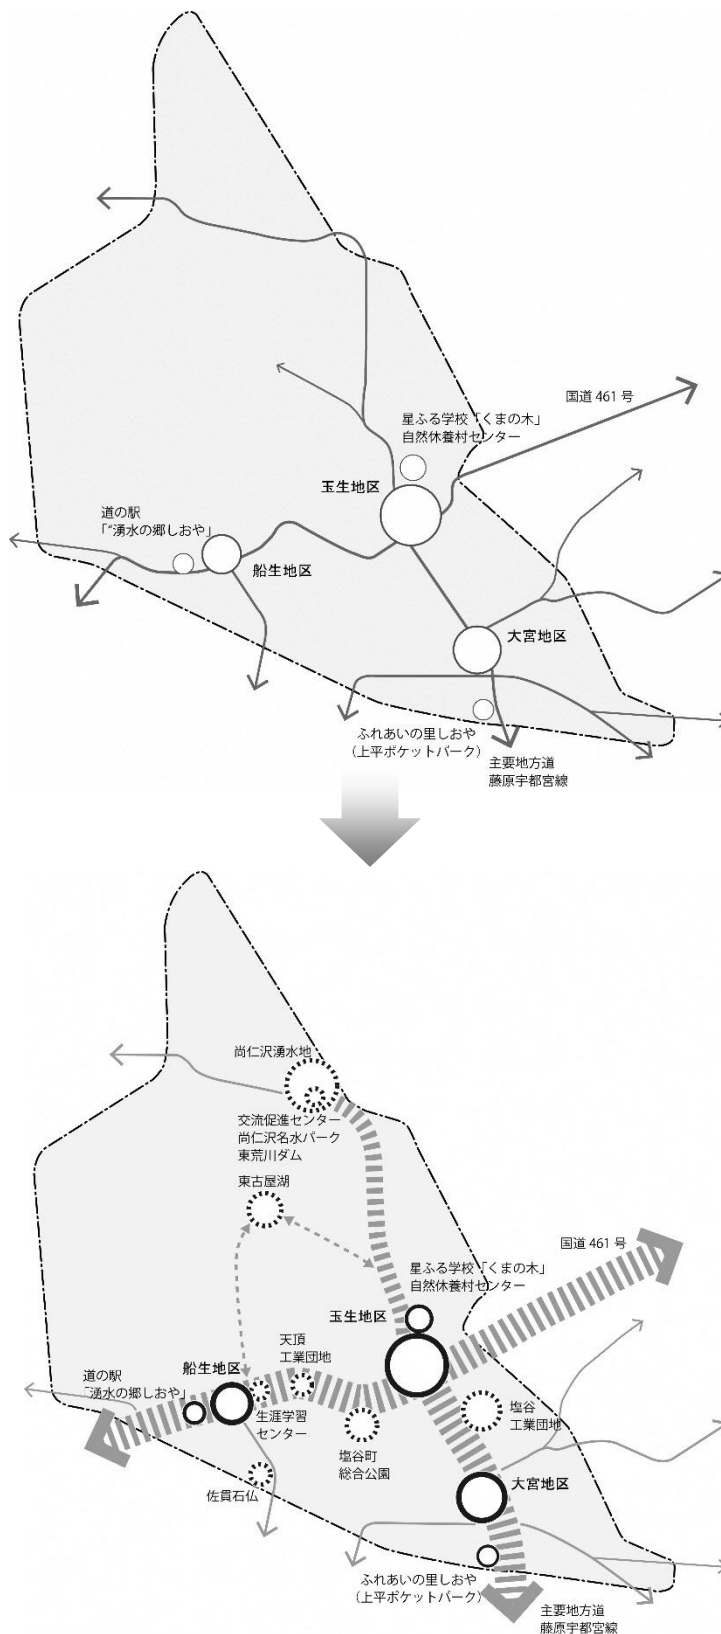 国道 461 号
星ふる学校「くまの木」
自然休養村センター
玉生地区
道の駅
「"湧水の郷しおや」
船生地区
大宮地区
ふれあいの里しおや
（上平ポケットパーク）
主要地方道
藤原宇都宮線
尚仁沢湧水地
交流促進センター
尚仁沢名水パーク
東荒川ダム
東古屋湖
国道 461 号
星ふる学校「くまの木」
自然休養村センター
玉生地区
天頂
工業団地
船生地区
道の駅
「湧水の郷しおや」
生涯学習
センター
塩谷
工業団地
塩谷町
総合公園
大宮地区
佐貫石仏
ふれあいの里しおや
（上平ポケットパーク）
主要地方道
藤原宇都宮線